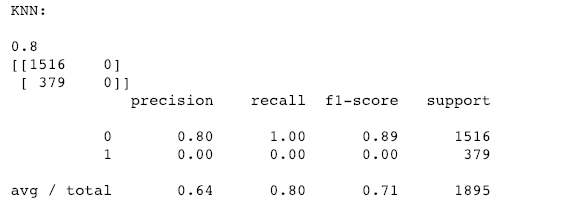 KNN:
0.8
[[1516    0]
 [ 379    0]]
precision recall f1-score support
0 0.80 1.00 0.89 1516
1 0.00 0.00 0.00 379
avg / total 0.64 0.80 0.71 1895